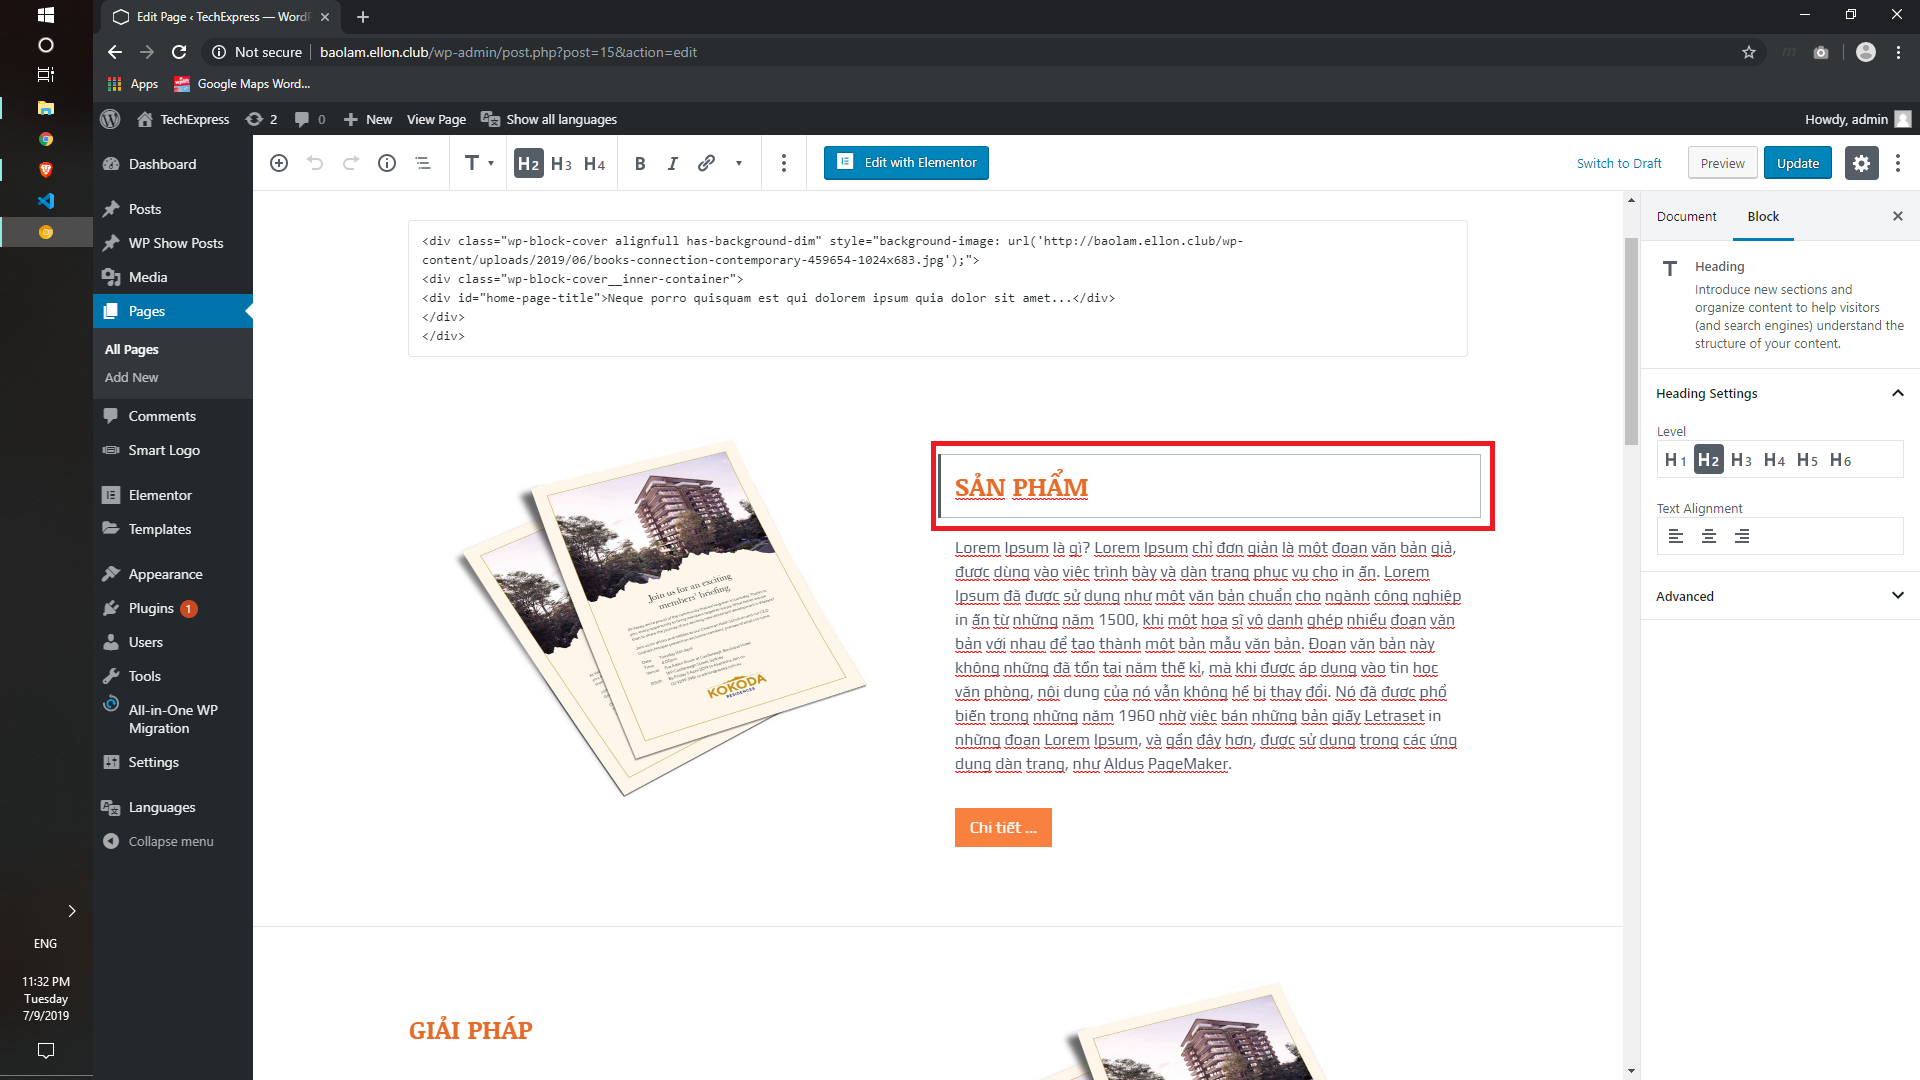 Edit Page ‹ TechExpress — WordP
Not secure
baolam.ellon.club/wp-admin/post.php?post=15&action=edit
Apps
Google Maps Word...
TechExpress
2
0
New
View Page
Show all languages
Howdy, admin
Dashboard
Posts
WP Show Posts
Media
Pages
All Pages
Add New
Comments
Smart Logo
Elementor
Templates
Appearance
Plugins 1
Users
Tools
All-in-One WP
Migration
Settings
Languages
Collapse menu
ENG
11:32 PM
Tuesday
7/9/2019
H2 H3 H4 B I
Edit with Elementor
Switch to Draft
Preview
Update
<div class="wp-block-cover alignfull has-background-dim" style="background-image: url('http://baolam.ellon.club/wp-
content/uploads/2019/06/books-connection-contemporary-459654-1024x683.jpg');">
<div class="wp-block-cover__inner-container">
<div id="home-page-title">Neque porro quisquam est qui dolorem ipsum quia dolor sit amet...</div>
</div>
</div>
Join us for an exciting
members' briefing.
KOKODA
RESIDENCES
SẢN PHẨM
Lorem Ipsum là gì? Lorem Ipsum chỉ đơn giản là một đoạn văn bản giả,
được dùng vào việc trình bày và dàn trang phục vụ cho in ấn. Lorem
Ipsum đã được sử dụng như một văn bản chuẩn cho ngành công nghiệp
in ấn từ những năm 1500, khi một họa sĩ vô danh ghép nhiều đoạn văn
bản với nhau để tạo thành một bản mẫu văn bản. Đoạn văn bản này
không những đã tồn tại năm thế kỉ, mà khi được áp dụng vào tin học
văn phòng, nội dung của nó vẫn không hề bị thay đổi. Nó đã được phổ
biến trong những năm 1960 nhờ việc bán những bản giấy Letraset in
những đoạn Lorem Ipsum, và gần đây hơn, được sử dụng trong các ứng
dụng dàn trang, như Aldus PageMaker.
Chi tiết ...
GIẢI PHÁP
Document
Block
Heading
Introduce new sections and
organize content to help visitors
(and search engines) understand the
structure of your content.
Heading Settings
Level
H1 H2 H3 H4 H5 H6
Text Alignment
Advanced